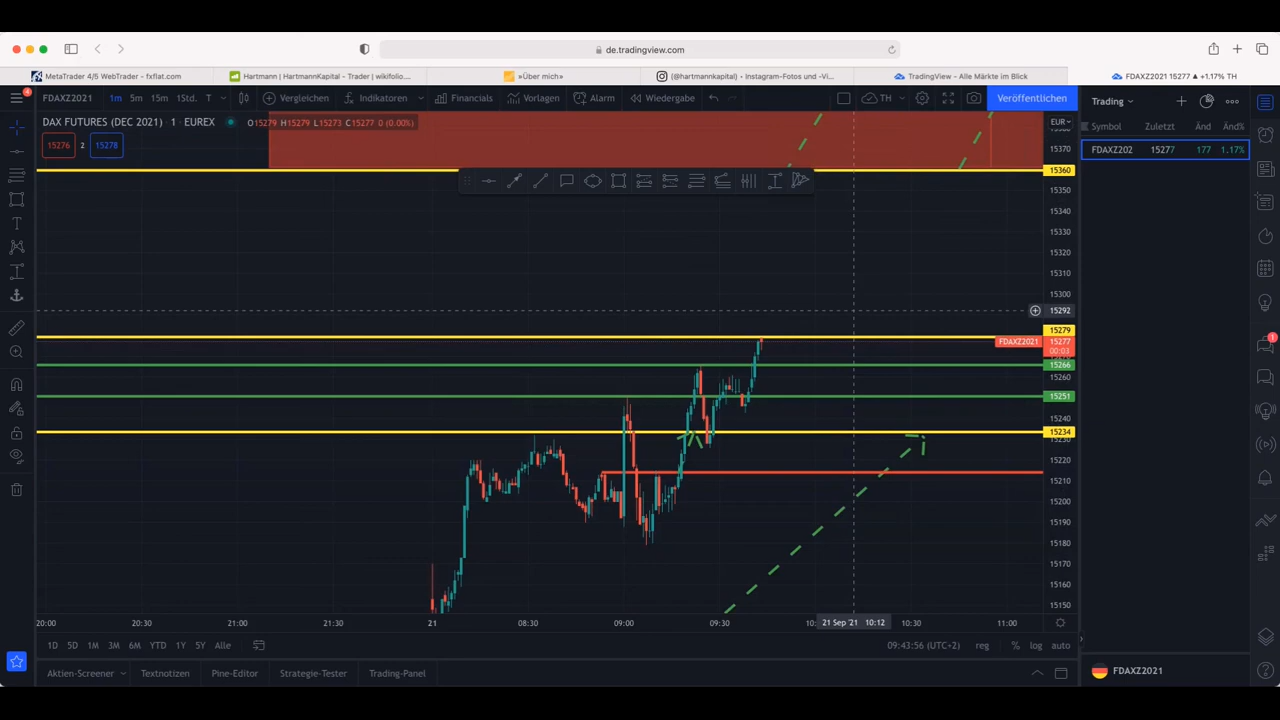 de.tradingview.com
MetaTrader 4/5 WebTrader - fxflat.com
Hartmann | HartmannKapital - Trader | wikifolio....
»Über mich»
(@hartmannkapital) • Instagram-Fotos und -Vi...
TradingView - Alle Märkte im Blick
FDAXZ2021 15277 ▲ +1.17% TH
4
FDAXZ2021
1m 5m 15m 1Std. T
Vergleichen
Indikatoren
Financials
Vorlagen
Alarm
Wiedergabe
TH
Veröffentlichen
Trading
DAX FUTURES (DEC 2021) · 1 · EUREX
O15279 H15279 L15273 C15277 0 (0.00%)
EUR
Symbol Zuletzt Änd Änd%
15276 2 15278
FDAXZ202 15277 177 1.17%
15370
15360
15350
15340
15330
15320
15310
15300
15292
15279
FDAXZ2021 15277
00:03
15266
15260
15251
15240
15234
15230
15220
15210
15200
15190
15180
15170
15160
15150
1
20:00 20:30 21:00 21:30 21 08:30 09:00 09:30 21 Sep '21 10:12 10:30 11:00
1D 5D 1M 3M 6M YTD 1Y 5Y Alle
09:43:56 (UTC+2) reg % log auto
Aktien-Screener Textnotizen Pine-Editor Strategie-Tester Trading-Panel
FDAXZ2021